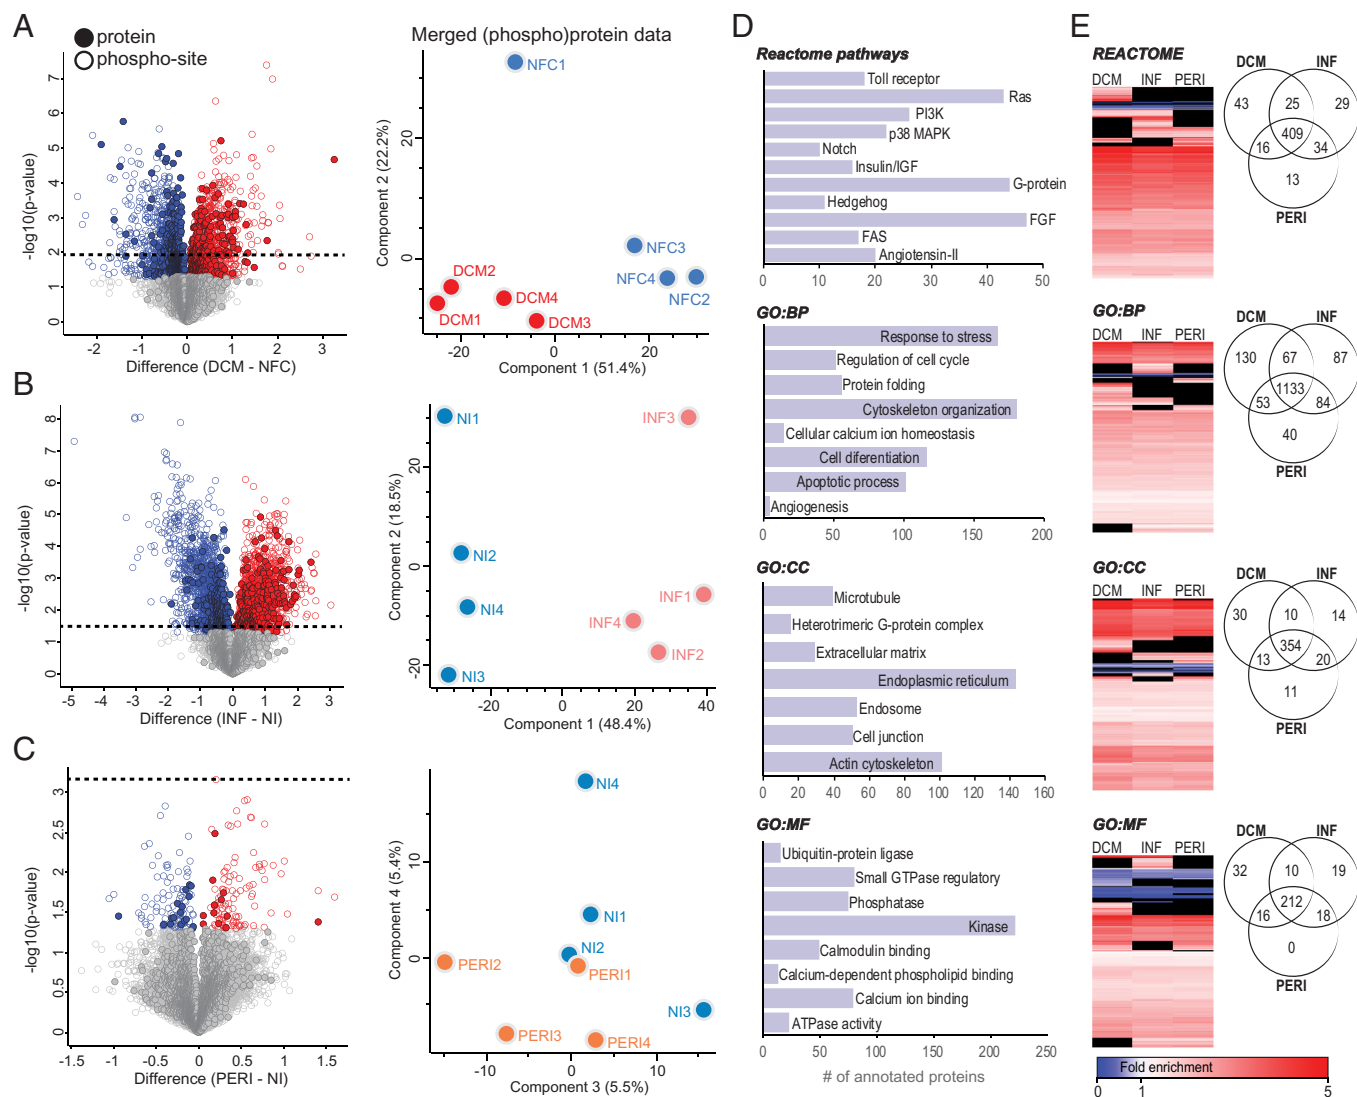 A
protein
phospho-site
-log10(p-value)
7
6
5
4
3
2
1
0
-2
-1
0
1
2
3
Difference (DCM - NFC)
Merged (phospho)protein data
Component 2 (22.2%)
20
0
NFC1
NFC3
NFC4
NFC2
DCM2
DCM1
DCM4
DCM3
-20
0
20
Component 1 (51.4%)
B
-log10(p-value)
8
7
6
5
4
3
2
1
0
-5
-4
-3
-2
-1
0
1
2
3
Difference (INF - NI)
Component 2 (18.5%)
20
0
-20
NI1
NI2
NI4
NI3
INF3
INF1
INF4
INF2
-20
0
20
40
Component 1 (48.4%)
C
-log10(p-value)
3
2.5
2
1.5
1
0.5
0
-1.5
-1
-0.5
0
0.5
1
1.5
Difference (PERI - NI)
Component 4 (5.4%)
10
0
NI4
NI1
NI2
PERI1
PERI2
NI3
PERI3
PERI4
-10
0
10
Component 3 (5.5%)
D
Reactome pathways
Toll receptor
Ras
PI3K
p38 MAPK
Notch
Insulin/IGF
G-protein
Hedgehog
FGF
FAS
Angiotensin-II
0
10
20
30
40
50
GO:BP
Response to stress
Regulation of cell cycle
Protein folding
Cytoskeleton organization
Cellular calcium ion homeostasis
Cell diferentiation
Apoptotic process
Angiogenesis
0
50
100
150
200
GO:CC
Microtubule
Heterotrimeric G-protein complex
Extracellular matrix
Endoplasmic reticulum
Endosome
Cell junction
Actin cytoskeleton
0
20
40
60
80
100
120
140
160
GO:MF
Ubiquitin-protein ligase
Small GTPase regulatory
Phosphatase
Kinase
Calmodulin binding
Calcium-dependent phospholipid binding
Calcium ion binding
ATPase activity
0
50
100
150
200
250
# of annotated proteins
E
REACTOME
DCM INF PERI
DCM
INF
43
25
29
409
16
34
13
PERI
GO:BP
DCM INF PERI
DCM
INF
130
67
87
1133
53
84
40
PERI
GO:CC
DCM INF PERI
DCM
INF
30
10
14
354
13
20
11
PERI
GO:MF
DCM INF PERI
DCM
INF
32
10
19
212
16
18
0
PERI
Fold enrichment
0
1
5